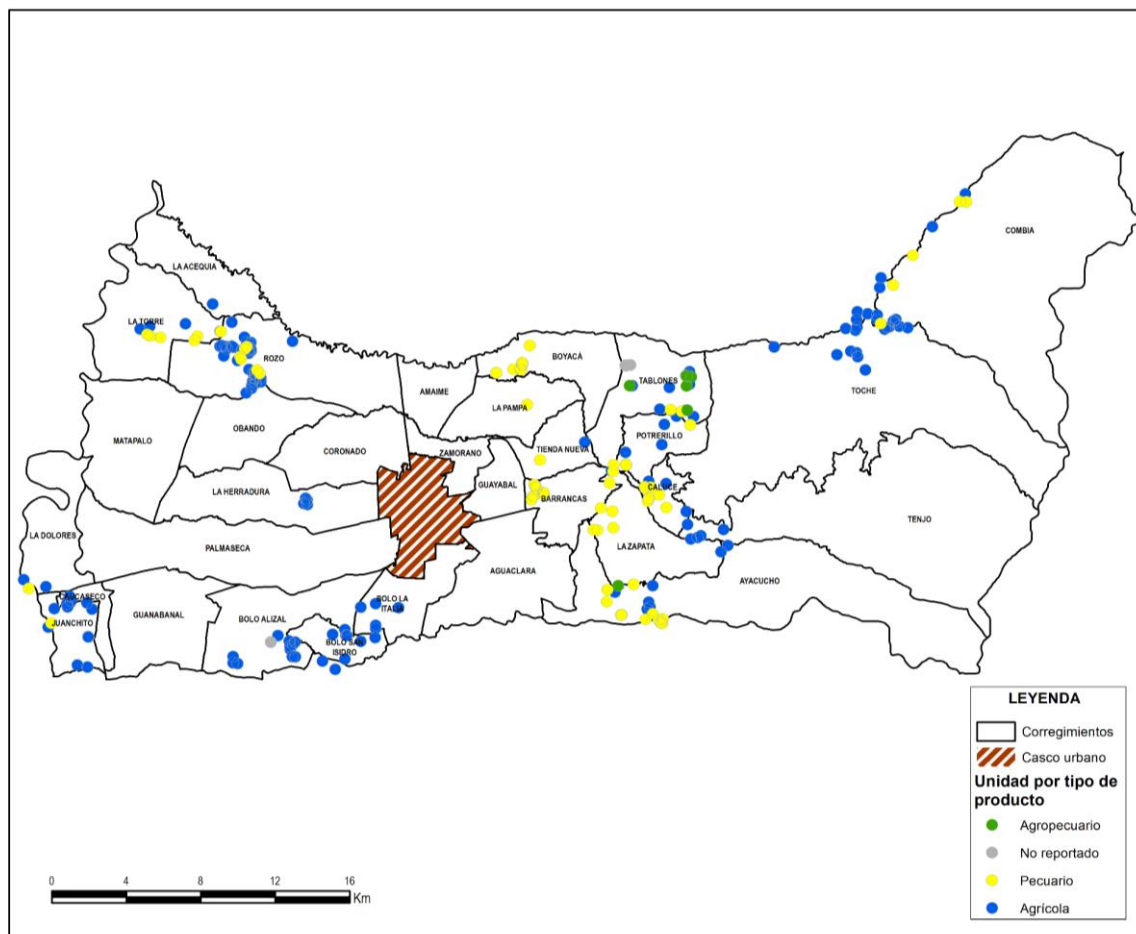 COMBIA
LA ACEQUIA
LA TORRE
ROZO
BOYACÁ
TABLONES
AMAIME
LA PAMPA
TOCHE
MATAPALO
OBANDO
CORONADO
ZAMORANO
TIENDA NUEVA
POTRERILLO
GUAYABAL
CALUCE
LA HERRADURA
BARRANCAS
TENJO
LA DOLORES
PALMASECA
LA ZAPATA
AGUACLARA
AYACUCHO
CAUCASECO
JUANCHITO
GUANABANAL
BOLO ALIZAL
BOLO LA
ITALIA
BOLO SAN
ISIDRO
LEYENDA
Corregimientos
Casco urbano
Unidad por tipo de
producto
Agropecuario
No reportado
Pecuario
Agrícola
0 4 8 12 16
Km